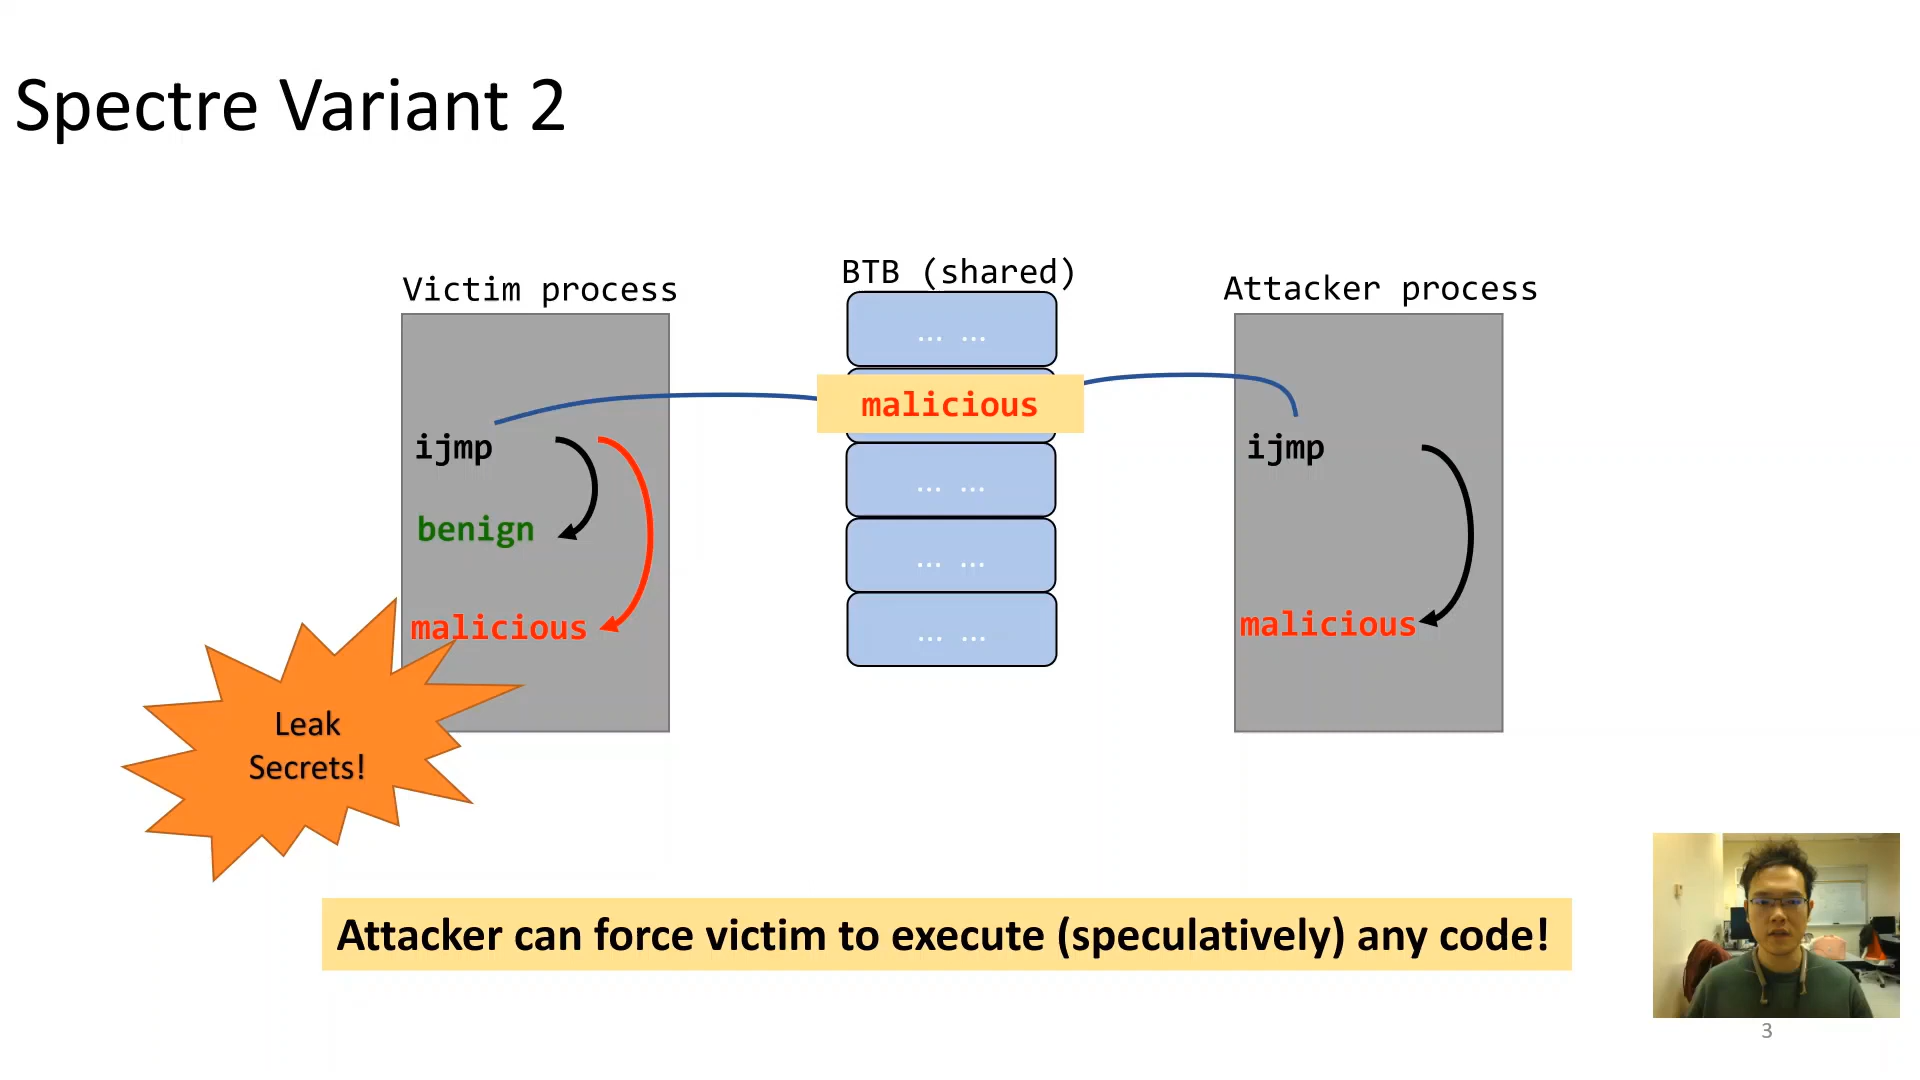 Spectre Variant 2
Victim process
BTB (shared)
Attacker process
... ...
malicious
... ...
... ...
... ...
ijmp
benign
malicious
ijmp
malicious
Leak
Secrets!
Attacker can force victim to execute (speculatively) any code!
3